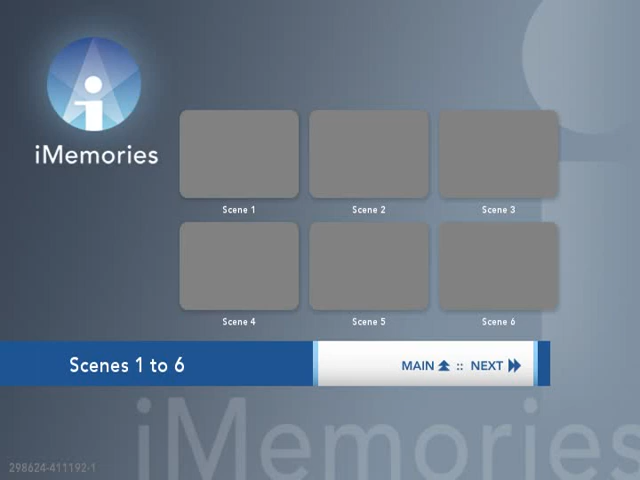 iMemories
Scene 1
Scene 2
Scene 3
Scene 4
Scene 5
Scene 6
Scenes 1 to 6
MAIN :: NEXT
iMemories
298624-411192-1